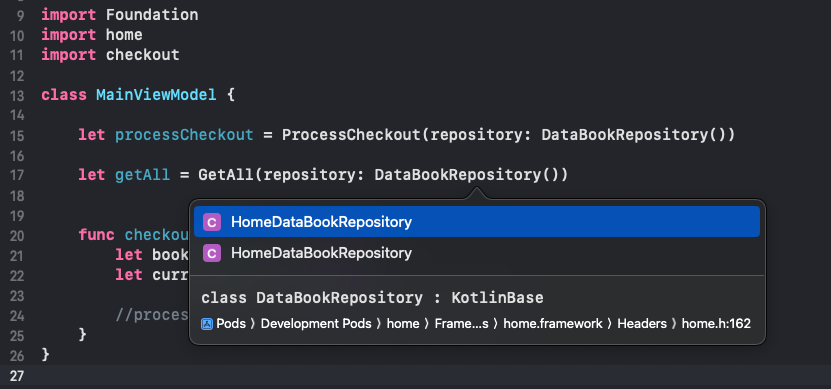 9 import Foundation
10 import home
11 import checkout
12
13 class MainViewModel {
14
15 let processCheckout = ProcessCheckout(repository: DataBookRepository())
16
17 let getAll = GetAll(repository: DataBookRepository())
18
19
C HomeDataBookRepository
20 func checkou
21 let book
C HomeDataBookRepository
22 let curr
23
class DataBookRepository : KotlinBase
24 //proces
Pods ⟩ Development Pods ⟩ home ⟩ Frame...s ⟩ home.framework ⟩ Headers ⟩ home.h:162
25 }
26 }
27